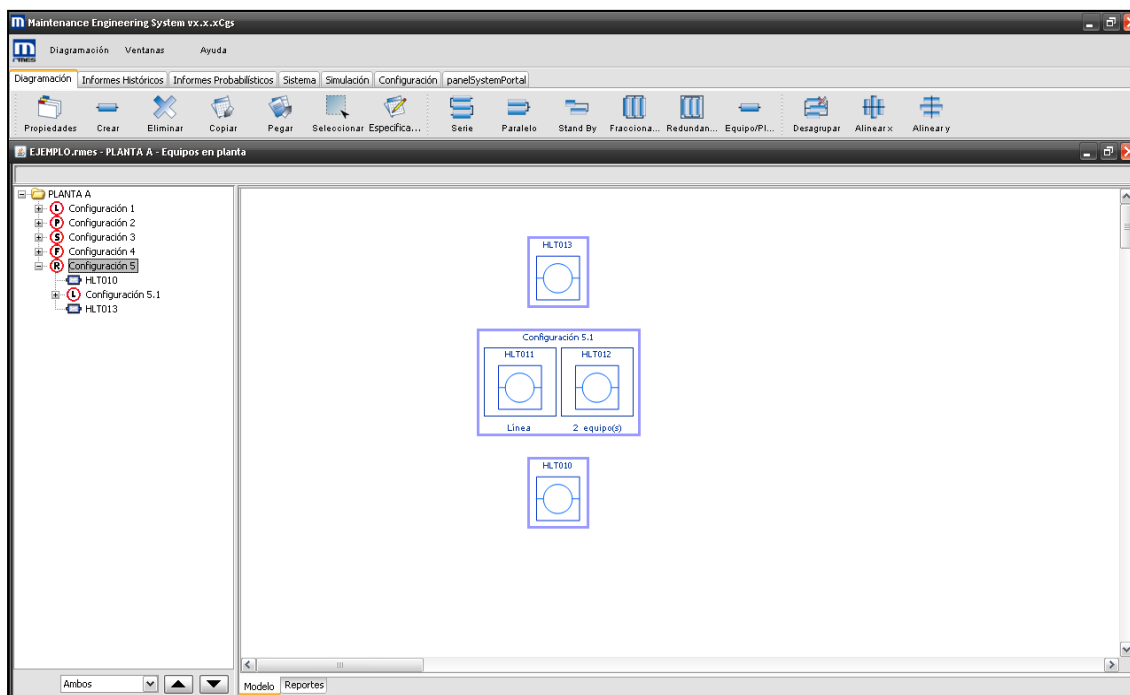 Maintenance Engineering System vx.x.xCgs
Diagramación Ventanas Ayuda
Diagramación Informes Históricos Informes Probabilísticos Sistema Simulación Configuración panelSystemPortal
Propiedades Crear Eliminar Copiar Pegar Seleccionar Especifica... Serie Paralelo Stand By Fracciona... Redundan... Equipo/Pl... Desagrupar Alinear x Alinear y
EJEMPLO.rmes - PLANTA A - Equipos en planta
PLANTA A
L Configuración 1
P Configuración 2
S Configuración 3
F Configuración 4
R Configuración 5
HLT010
L Configuración 5.1
HLT013
HLT013
Configuración 5.1
HLT011 HLT012
Línea 2 equipo(s)
HLT010
Ambos
Modelo Reportes